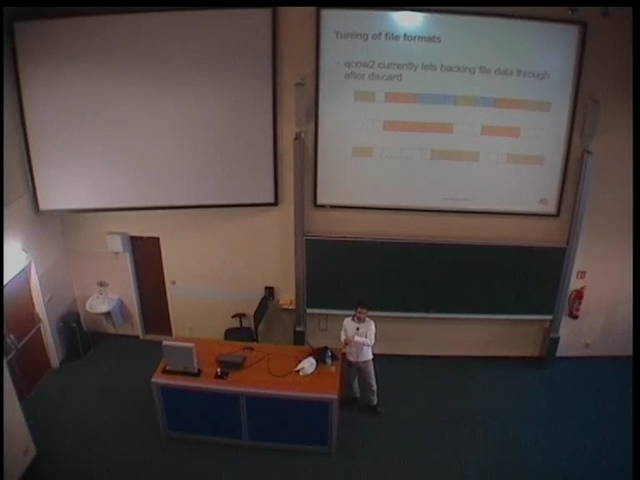 Tuning of file formats
- qcow2 currently lets backing file data through
after discard